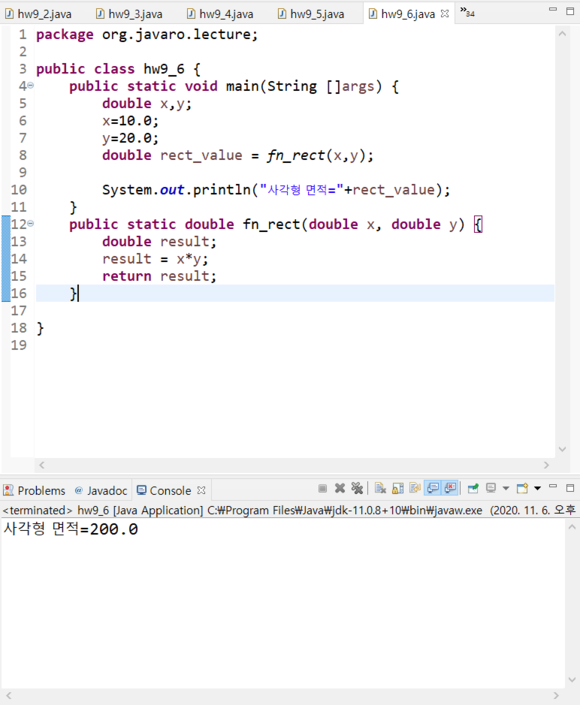 hw9_2.java hw9_3.java hw9_4.java hw9_5.java hw9_6.java 34
1 package org.javaro.lecture;
2
3 public class hw9_6 {
4 public static void main(String []args) {
5 double x,y;
6 x=10.0;
7 y=20.0;
8 double rect_value = fn_rect(x,y);
9
10 System.out.println("사각형 면적="+rect_value);
11 }
12 public static double fn_rect(double x, double y) {
13 double result;
14 result = x*y;
15 return result;
16 }
17
18 }
19
Problems Javadoc Console
<terminated> hw9_6 [Java Application] C:₩Program Files₩Java₩jdk-11.0.8+10₩bin₩javaw.exe (2020. 11. 6. 오후
사각형 면적=200.0